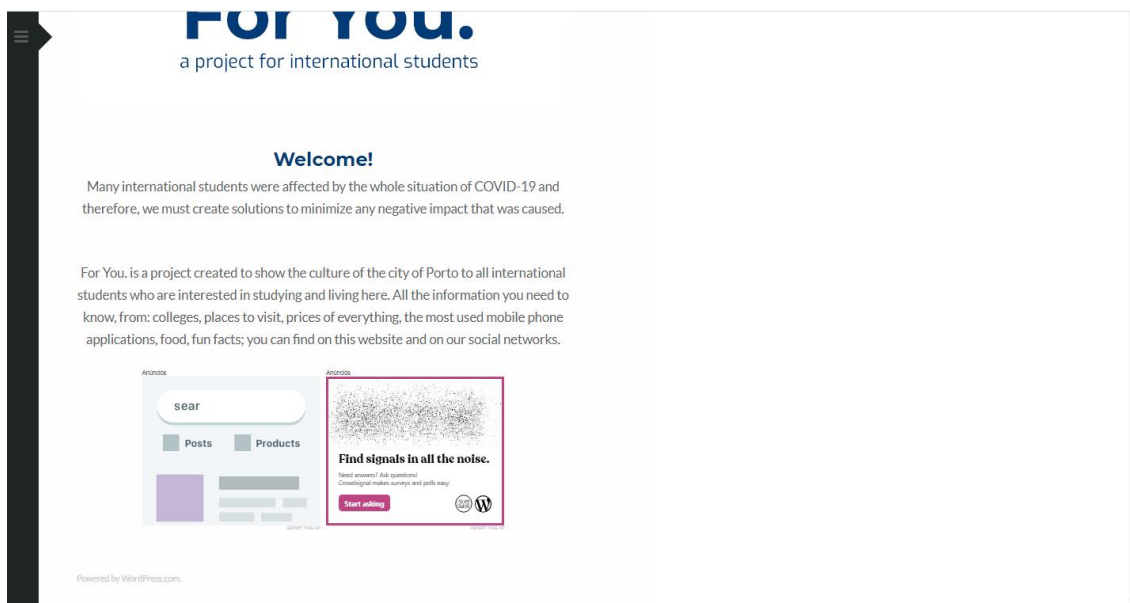 For You.
a project for international students
Welcome!
Many international students were affected by the whole situation of COVID-19 and
therefore, we must create solutions to minimize any negative impact that was caused.
For You. is a project created to show the culture of the city of Porto to all international
students who are interested in studying and living here. All the information you need to
know, from: colleges, places to visit, prices of everything, the most used mobile phone
applications, food, fun facts; you can find on this website and on our social networks.
Anúncios
sear
Posts
Products
REPORT THIS AD
Anúncios
Find signals in all the noise.
Need answers? Ask questions!
Crowdsignal makes surveys and polls easy.
Start asking
REPORT THIS AD
Powered by WordPress.com.